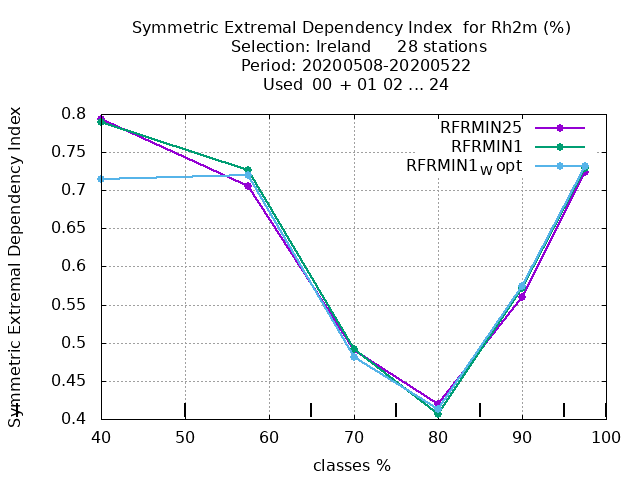 Symmetric Extremal Dependency Index for Rh2m (%)
Selection: Ireland 28 stations
Period: 20200508-20200522
Used 00 + 01 02 ... 24
Symmetric Extremal Dependency Index
0.8
0.75
0.7
0.65
0.6
0.55
0.5
0.45
0.4
RFRMIN25
RFRMIN1
RFRMIN1W opt
40 50 60 70 80 90 100
classes %